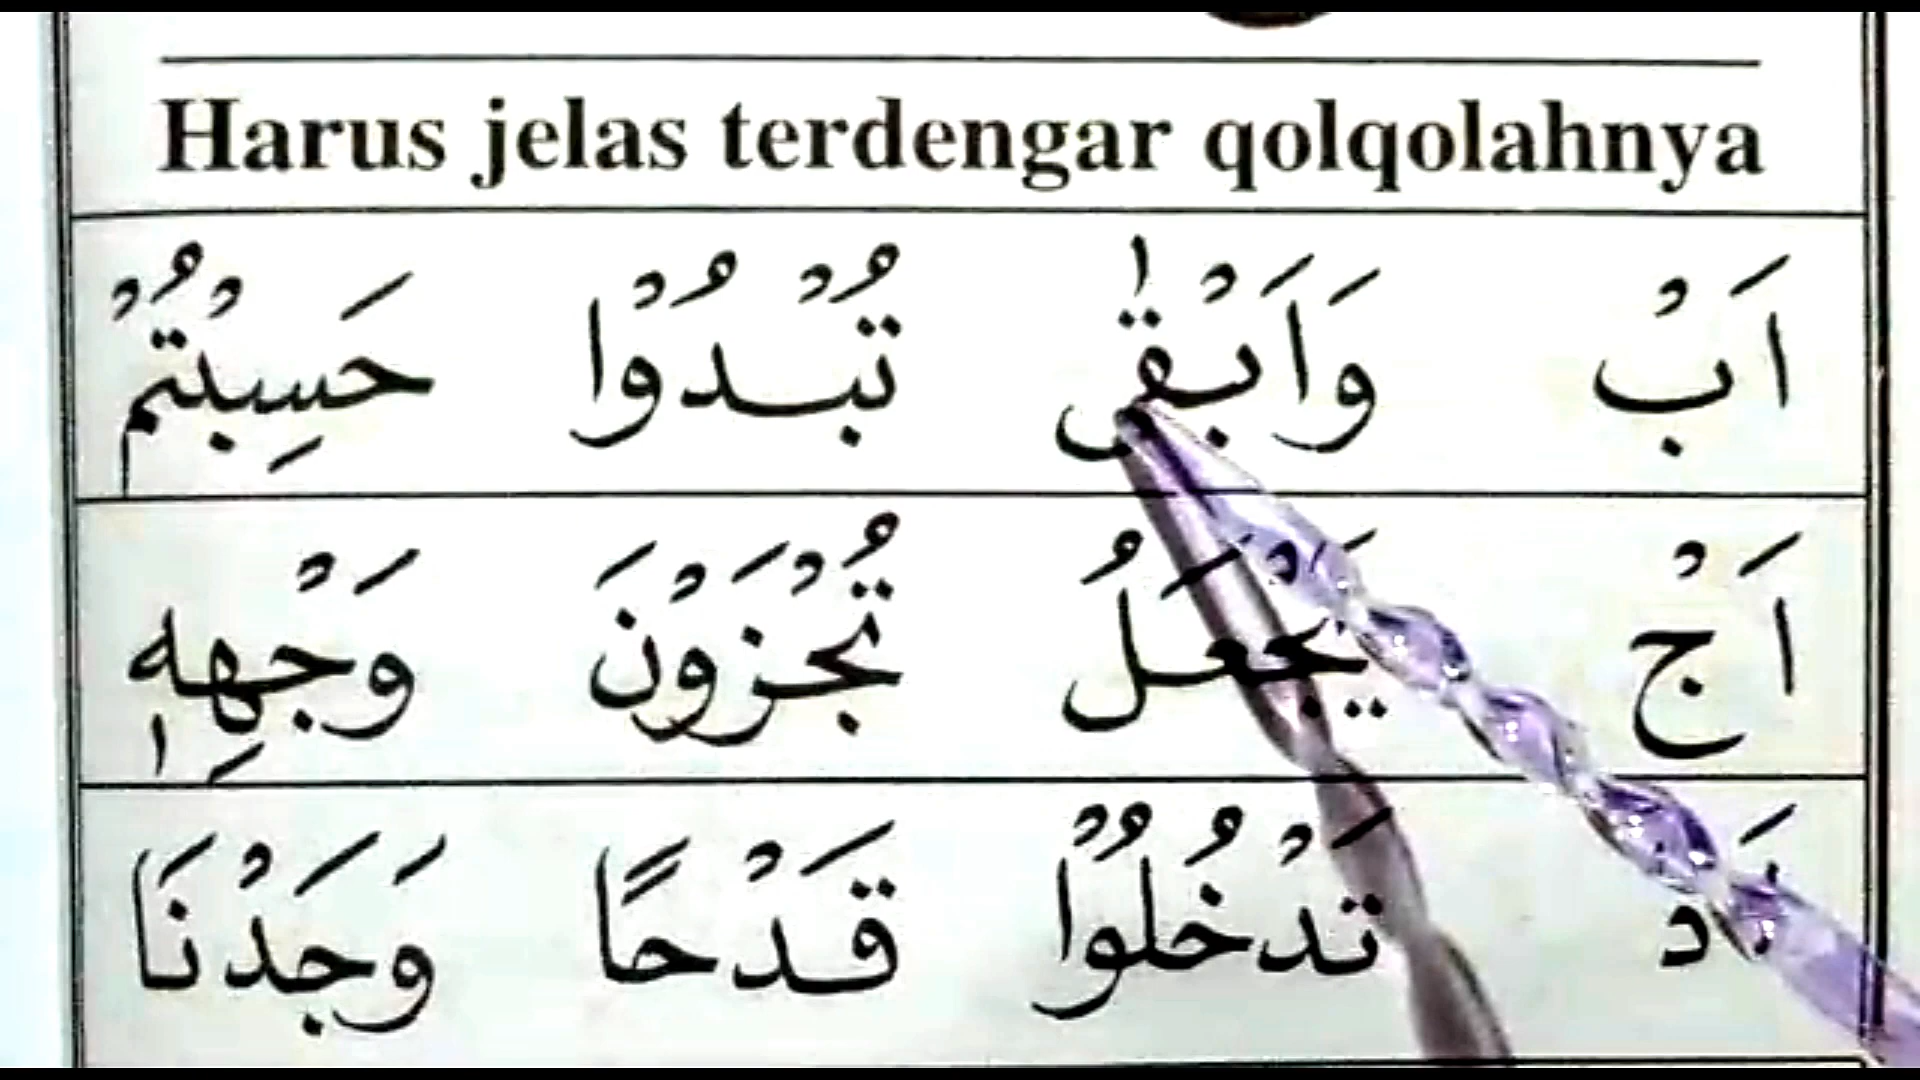 Harus jelas terdengar qolqolahnya
اَبْ وَاَبْقٰى تُبْدُوْا حَسِبْتُمْ
اَجْ يَجْعَلُ تُجْزَوْنَ وَجْهِهٖ
اَد تَدْخُلُوْا قَدْحًا وَجَدْنَا